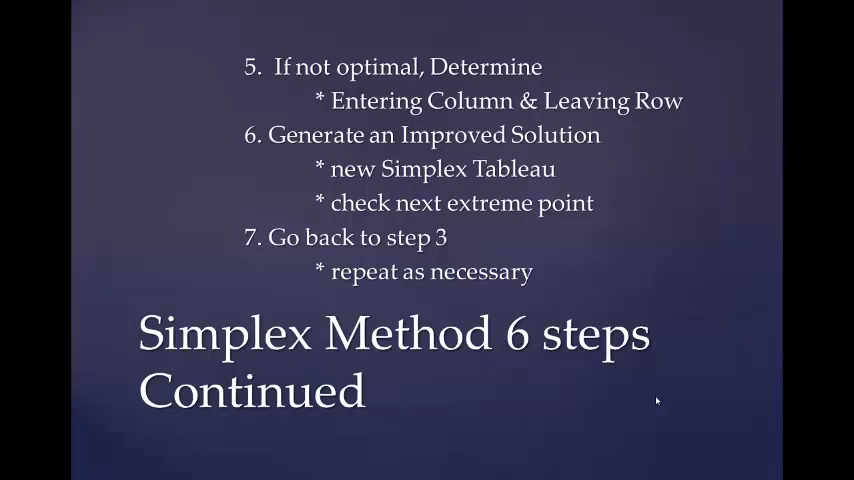 5. If not optimal, Determine
* Entering Column & Leaving Row
6. Generate an Improved Solution
* new Simplex Tableau
* check next extreme point
7. Go back to step 3
* repeat as necessary
Simplex Method 6 steps
Continued